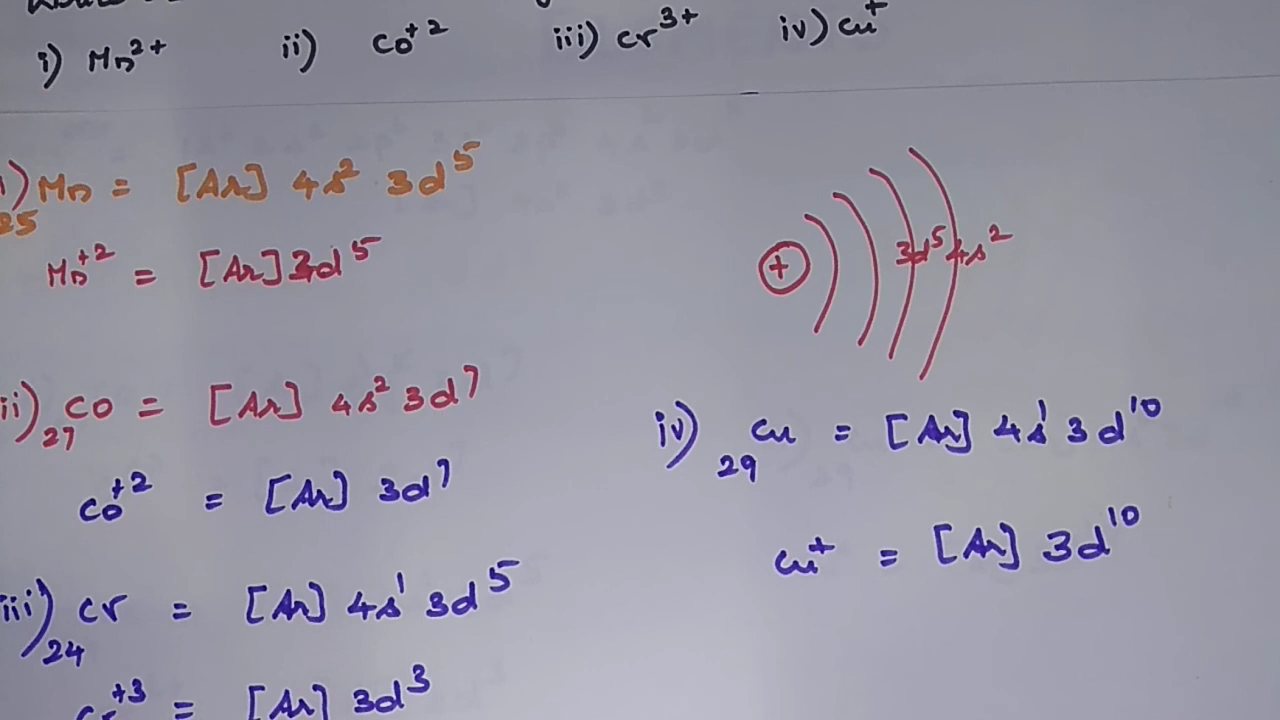 i) Mn²⁺ ii) Co⁺² iii) Cr³⁺ iv) Cu⁺
i) ₂₅Mn = [Ar] 4s² 3d⁵
Mn⁺² = [Ar] 3d⁵
+ 3d⁵ 4s²
ii) ₂₇Co = [Ar] 4s² 3d⁷
Co⁺² = [Ar] 3d⁷
iii) ₂₄Cr = [Ar] 4s¹ 3d⁵
Cr⁺³ = [Ar] 3d³
iv) ₂₉Cu = [Ar] 4s¹ 3d¹⁰
Cu⁺ = [Ar] 3d¹⁰